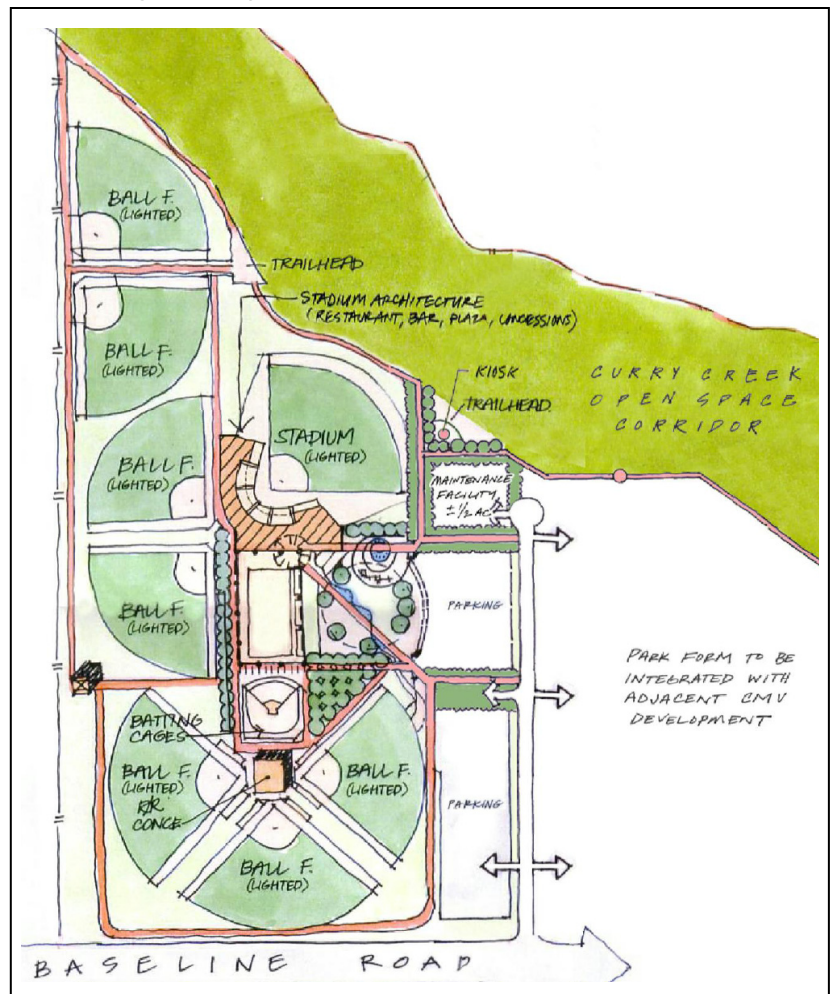 BALL F.
(LIGHTED)
TRAILHEAD
STADIUM ARCHITECTURE
(RESTAURANT, BAR, PLAZA, CONCESSIONS)
BALL F.
(LIGHTED)
KIOSK
TRAILHEAD
CURRY CREEK
OPEN SPACE
CORRIDOR
STADIUM
(LIGHTED)
BALL F.
(LIGHTED)
MAINTENANCE
FACILITY
±1/2 AC
BALL F.
(LIGHTED)
PARKING
PARK FORM TO BE
INTEGRATED WITH
ADJACENT CMV
DEVELOPMENT
BATTING
CAGES
BALL F.
(LIGHTED)
R/R
CONCE
BALL F.
(LIGHTED)
PARKING
BALL F.
(LIGHTED)
BASELINE ROAD